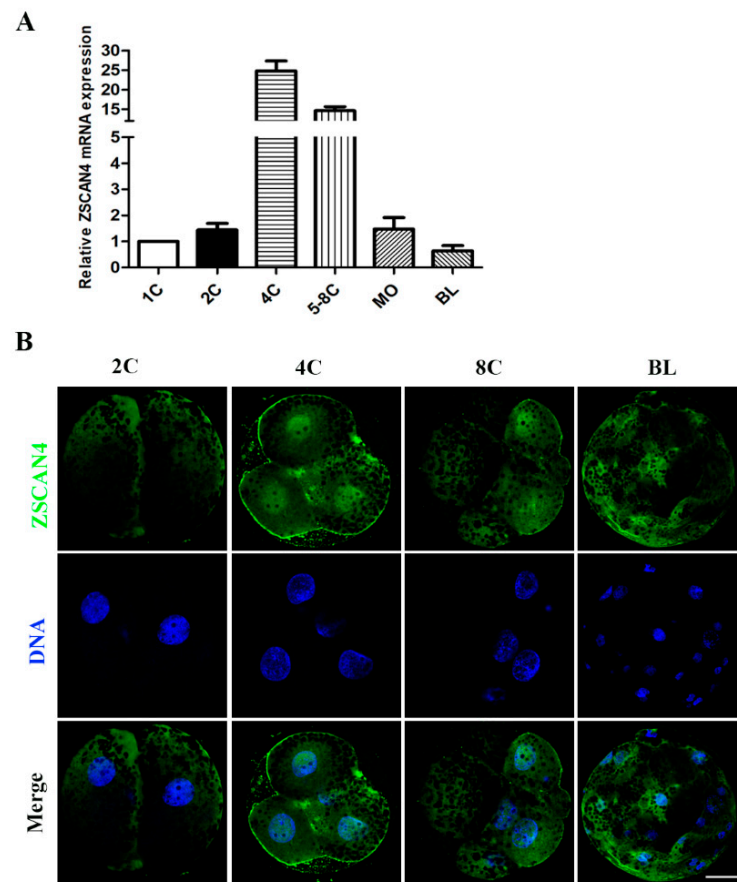 A
Relative ZSCAN4 mRNA expression
30
25
20
15
5
4
3
2
1
0
1C
2C
4C
5-8C
MO
BL
B
2C 4C 8C BL
ZSCAN4
DNA
Merge